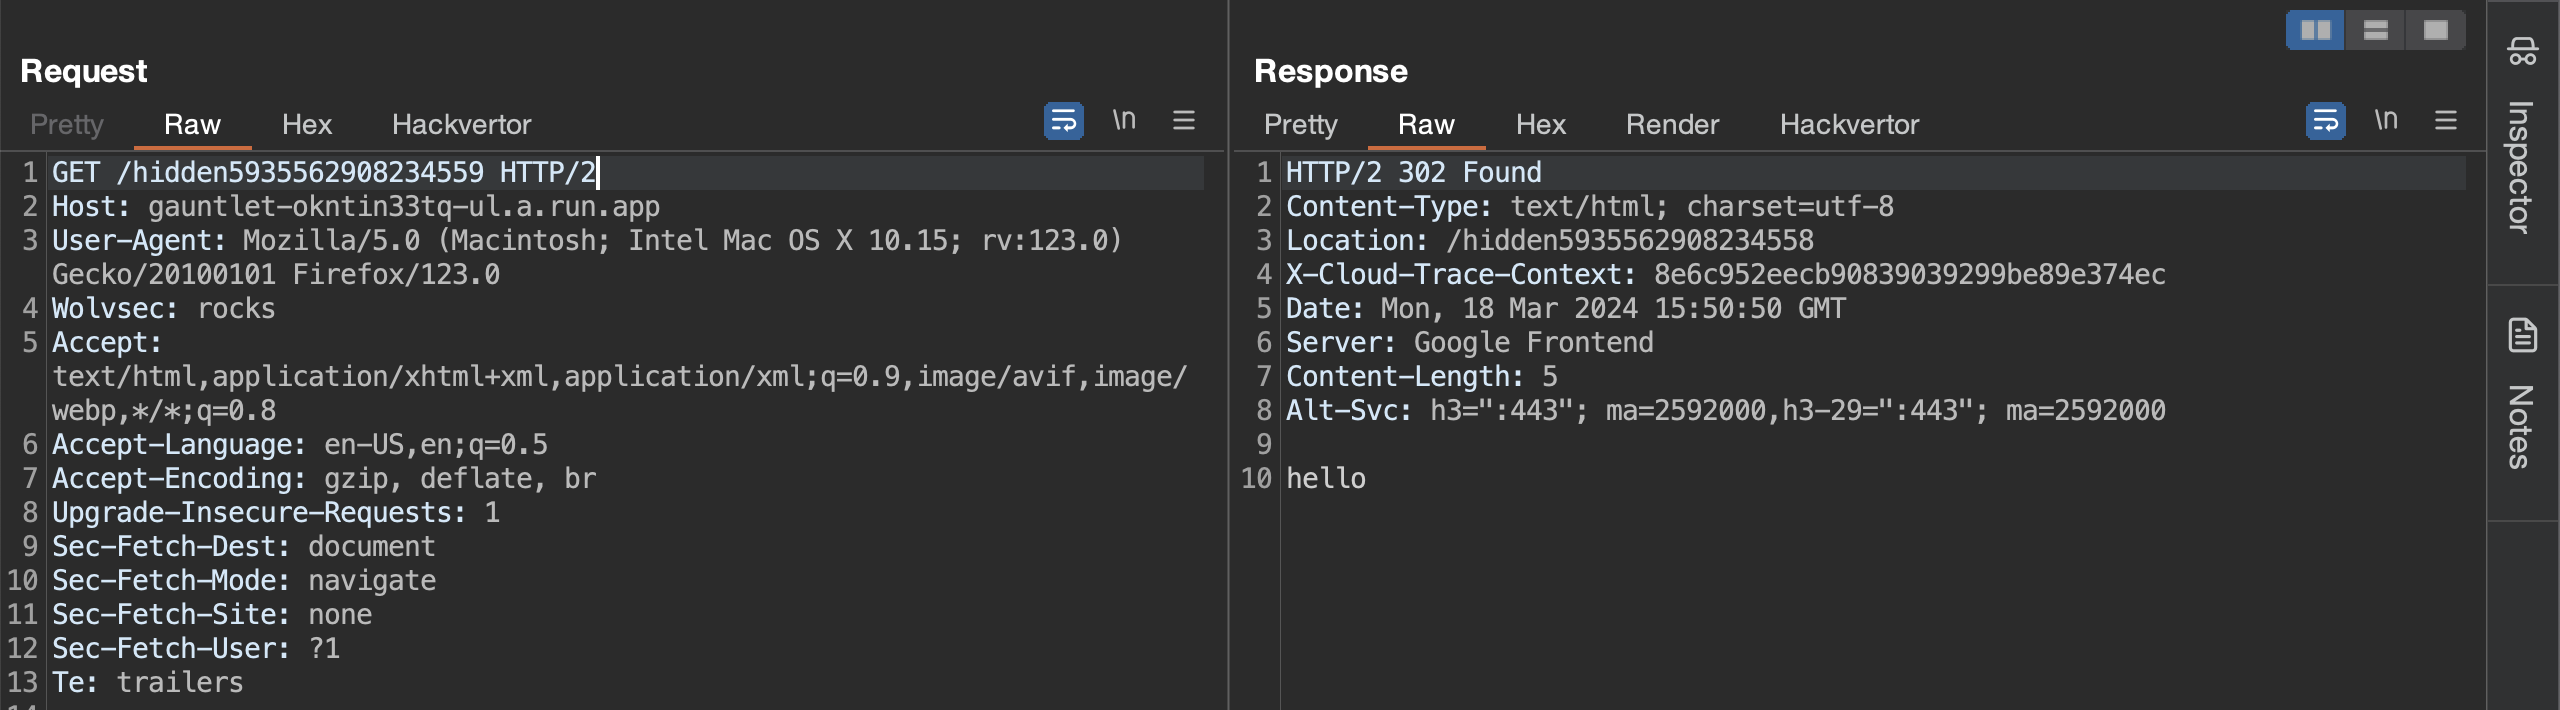 Request
Pretty Raw Hex Hackvertor \n
1 GET /hidden5935562908234559 HTTP/2
2 Host: gauntlet-okntin33tq-ul.a.run.app
3 User-Agent: Mozilla/5.0 (Macintosh; Intel Mac OS X 10.15; rv:123.0)
Gecko/20100101 Firefox/123.0
4 Wolvsec: rocks
5 Accept:
text/html,application/xhtml+xml,application/xml;q=0.9,image/avif,image/
webp,*/*;q=0.8
6 Accept-Language: en-US,en;q=0.5
7 Accept-Encoding: gzip, deflate, br
8 Upgrade-Insecure-Requests: 1
9 Sec-Fetch-Dest: document
10 Sec-Fetch-Mode: navigate
11 Sec-Fetch-Site: none
12 Sec-Fetch-User: ?1
13 Te: trailers
14
Response
Pretty Raw Hex Render Hackvertor \n
1 HTTP/2 302 Found
2 Content-Type: text/html; charset=utf-8
3 Location: /hidden5935562908234558
4 X-Cloud-Trace-Context: 8e6c952eecb90839039299be89e374ec
5 Date: Mon, 18 Mar 2024 15:50:50 GMT
6 Server: Google Frontend
7 Content-Length: 5
8 Alt-Svc: h3=":443"; ma=2592000,h3-29=":443"; ma=2592000
9
10 hello
Inspector
Notes